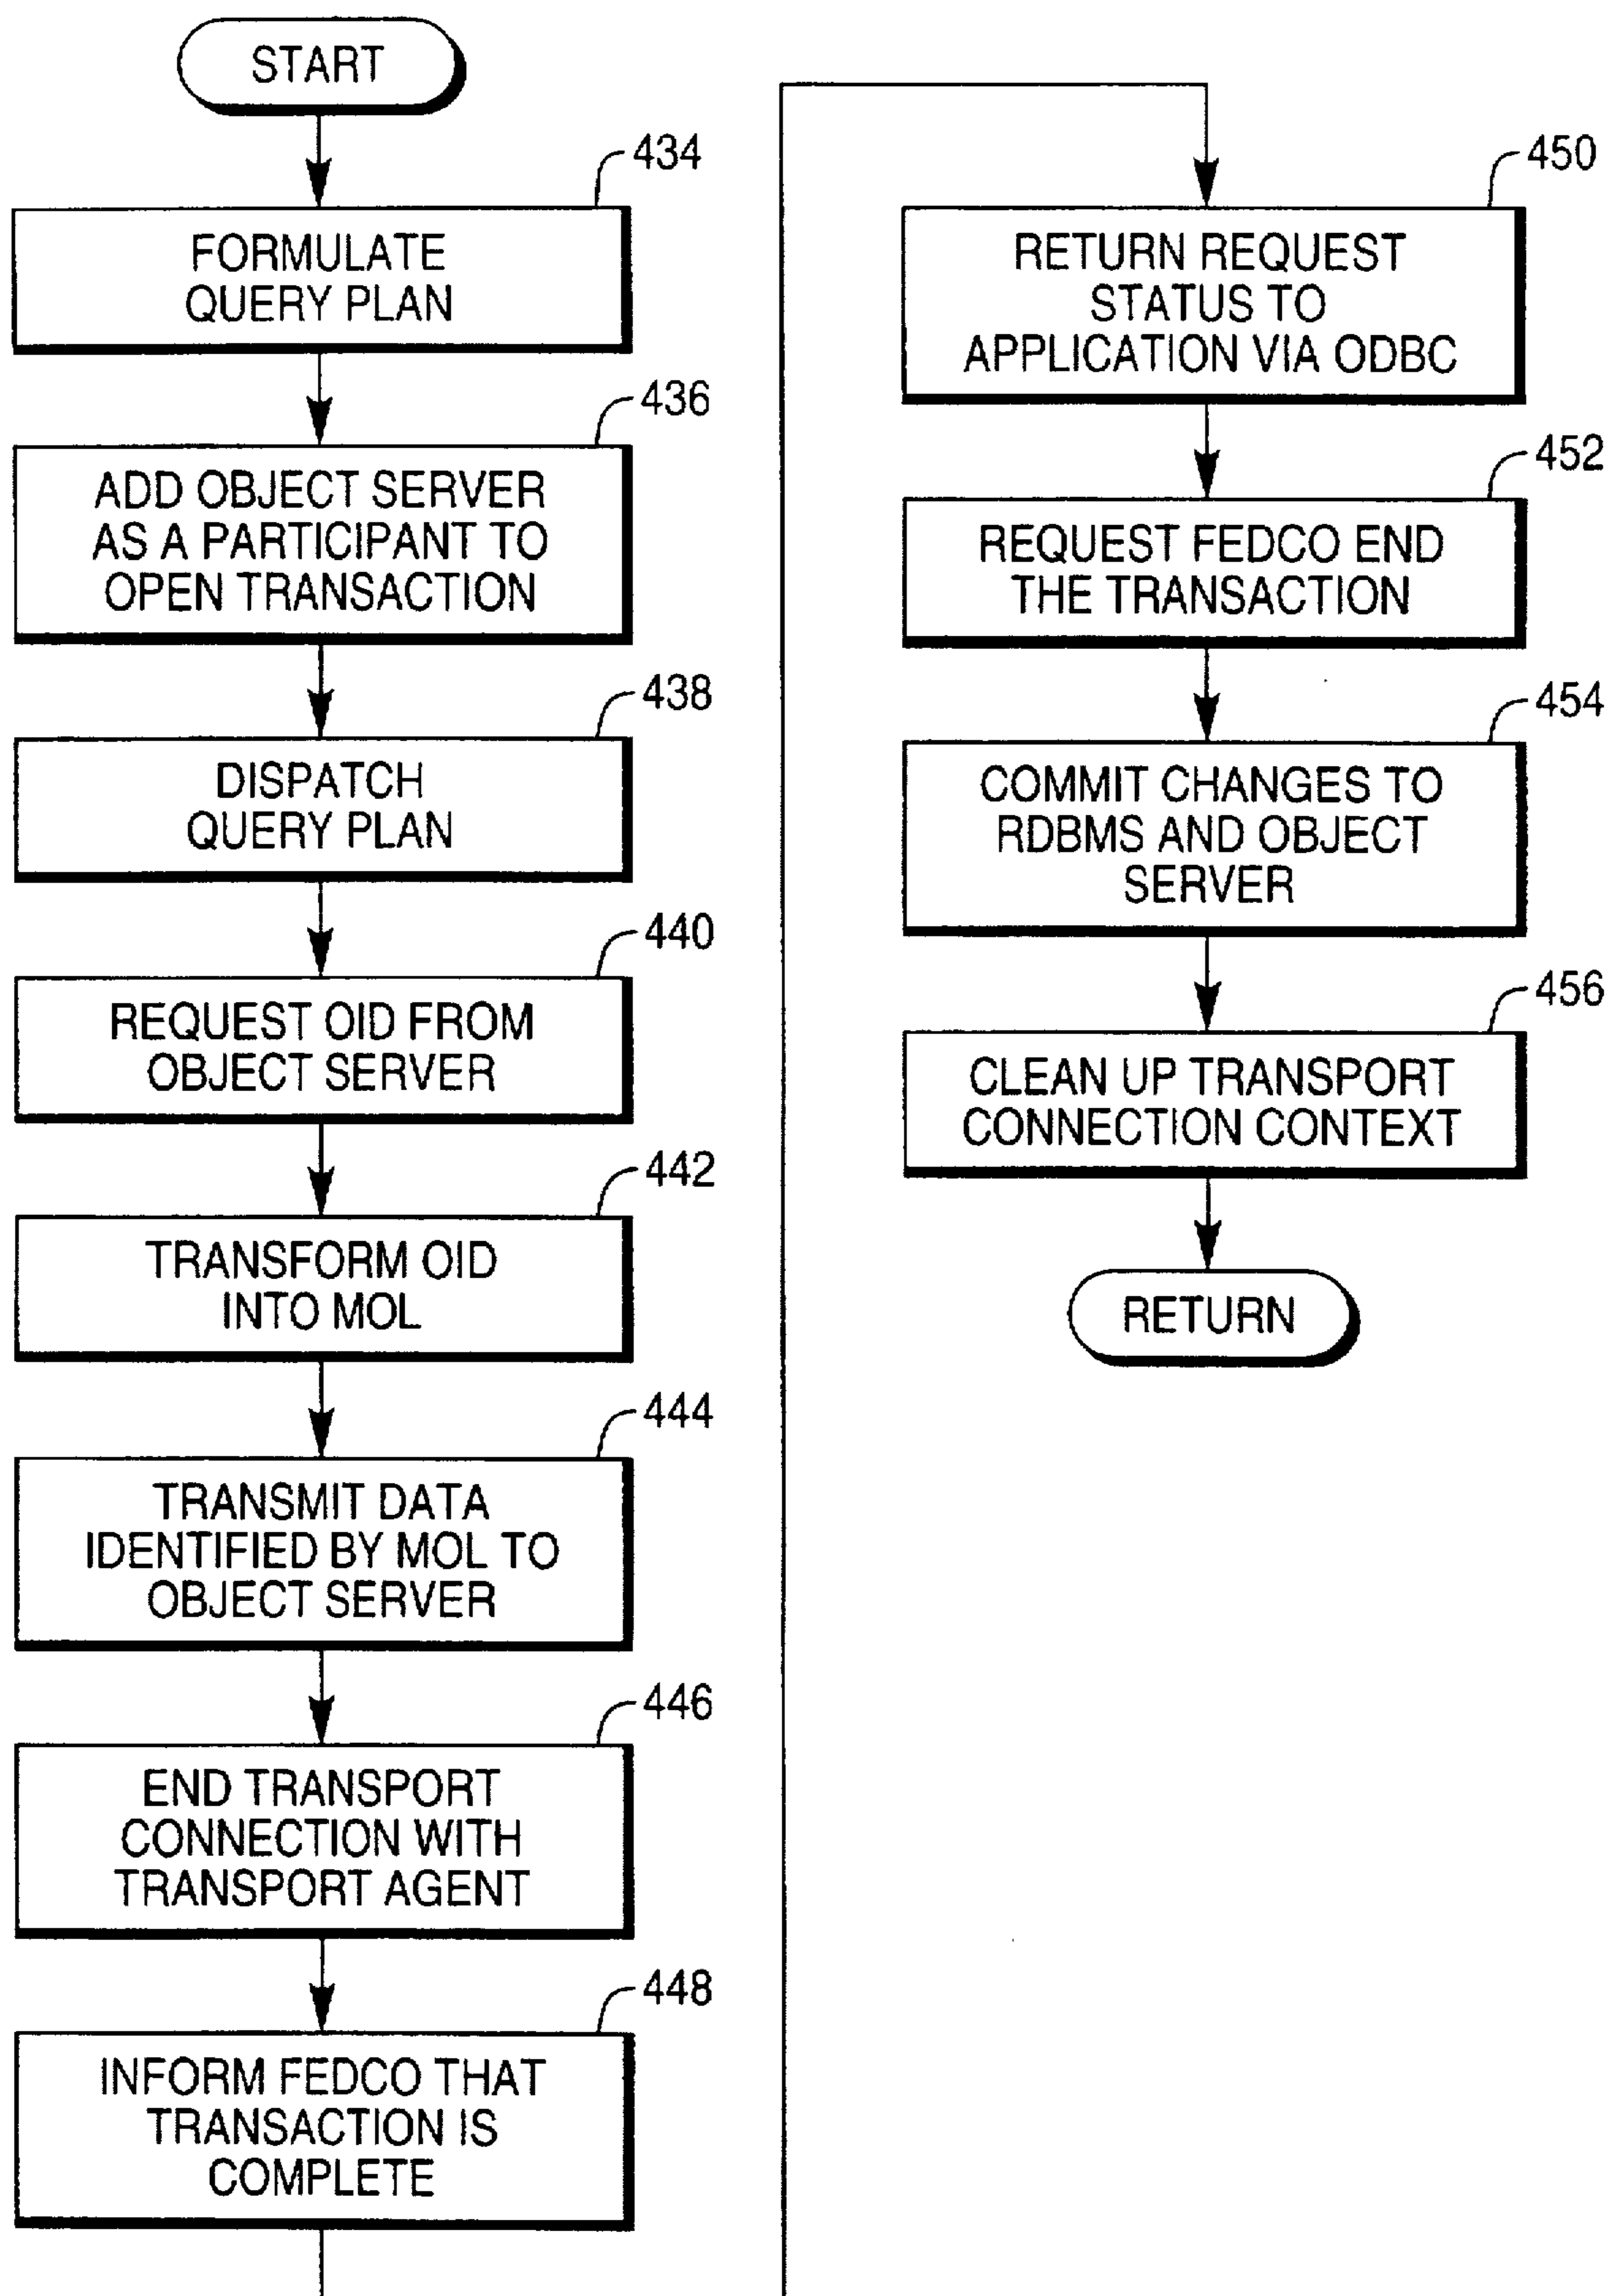 START
434
FORMULATE
QUERY PLAN
436
ADD OBJECT SERVER
AS A PARTICIPANT TO
OPEN TRANSACTION
438
DISPATCH
QUERY PLAN
440
REQUEST OID FROM
OBJECT SERVER
442
TRANSFORM OID
INTO MOL
444
TRANSMIT DATA
IDENTIFIED BY MOL TO
OBJECT SERVER
446
END TRANSPORT
CONNECTION WITH
TRANSPORT AGENT
448
INFORM FEDCO THAT
TRANSACTION IS
COMPLETE
450
RETURN REQUEST
STATUS TO
APPLICATION VIA ODBC
452
REQUEST FEDCO END
THE TRANSACTION
454
COMMIT CHANGES TO
RDBMS AND OBJECT
SERVER
456
CLEAN UP TRANSPORT
CONNECTION CONTEXT
RETURN